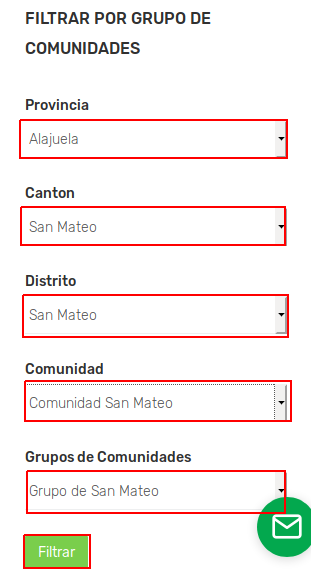 FILTRAR POR GRUPO DE
COMUNIDADES
Provincia
Alajuela
Canton
San Mateo
Distrito
San Mateo
Comunidad
Comunidad San Mateo
Grupos de Comunidades
Grupo de San Mateo
Filtrar